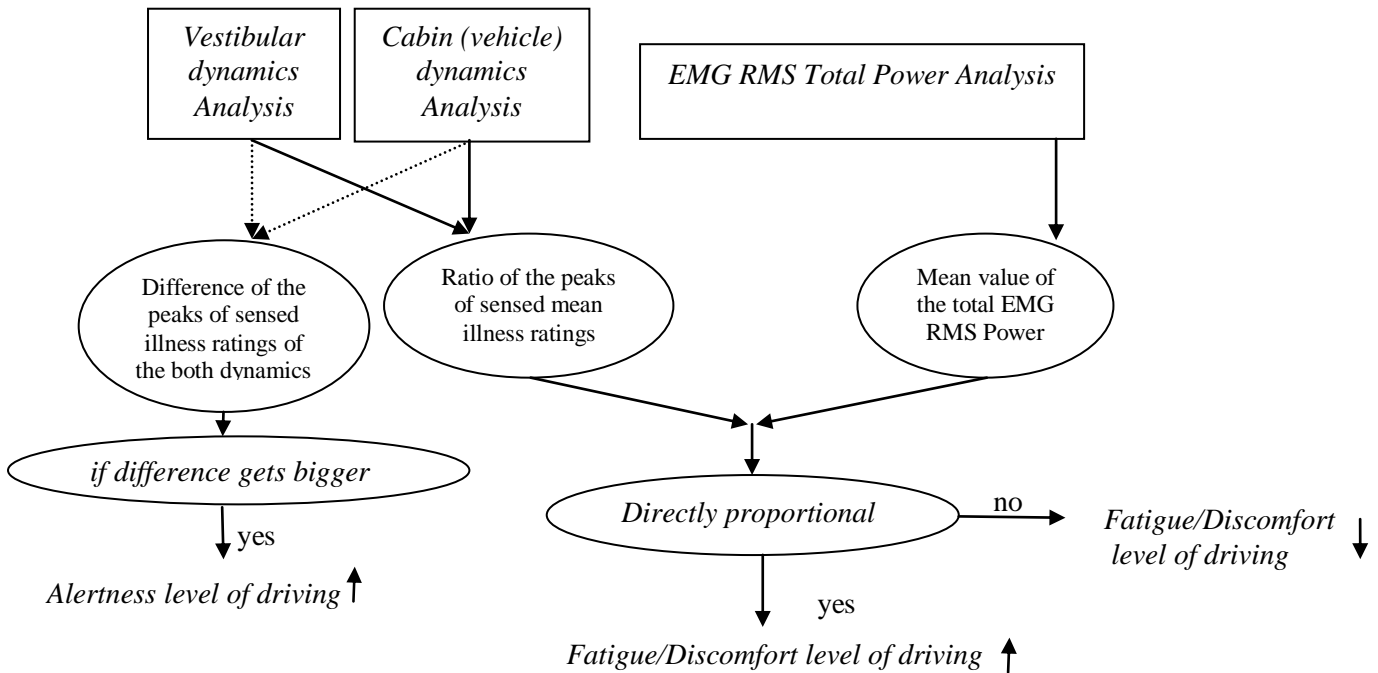 Vestibular
dynamics
Analysis
Cabin (vehicle)
dynamics
Analysis
EMG RMS Total Power Analysis
Difference of the
peaks of sensed
illness ratings of
the both dynamics
Ratio of the peaks
of sensed mean
illness ratings
Mean value of
the total EMG
RMS Power
if difference gets bigger
yes
Alertness level of driving
Directly proportional
no
Fatigue/Discomfort
level of driving
yes
Fatigue/Discomfort level of driving